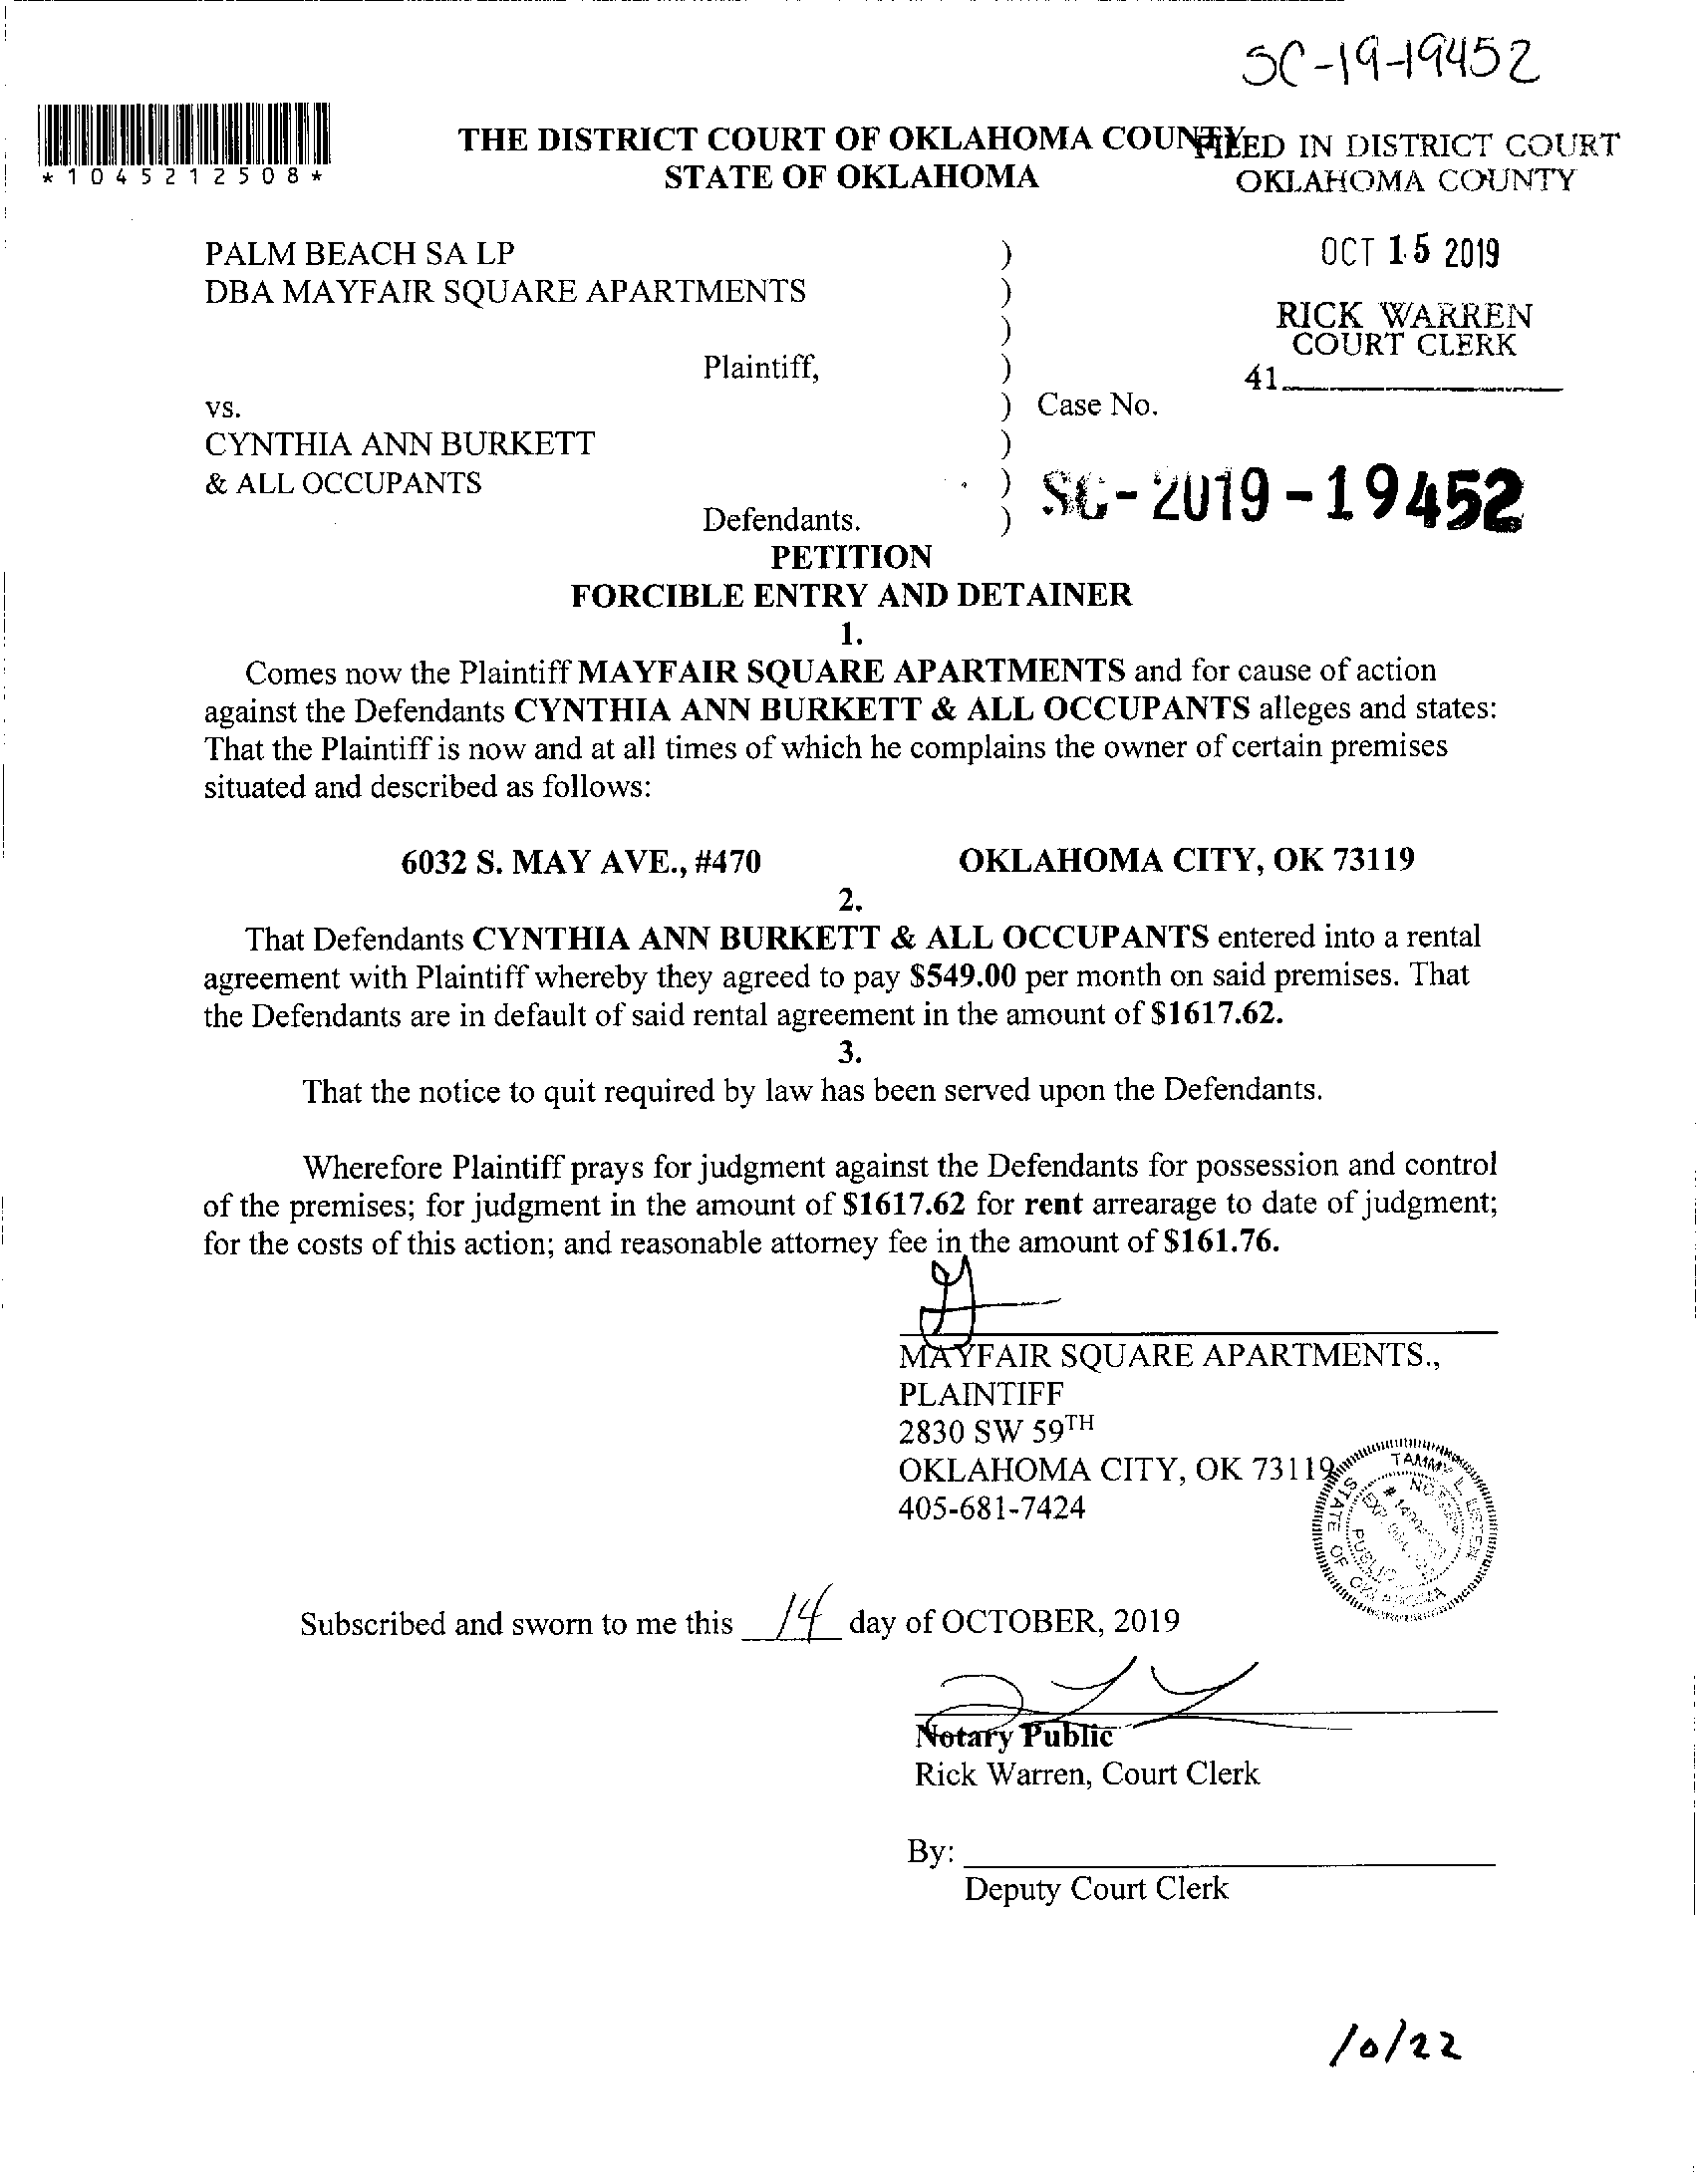 SC-19-19452
*1045212508*
THE DISTRICT COURT OF OKLAHOMA COUNTY
STATE OF OKLAHOMA
FILED IN DISTRICT COURT
OKLAHOMA COUNTY
OCT 15 2019
RICK WARREN
COURT CLERK
41
PALM BEACH SA LP )
DBA MAYFAIR SQUARE APARTMENTS )
)
Plaintiff, )
vs. ) Case No.
CYNTHIA ANN BURKETT )
& ALL OCCUPANTS ) SC-2019-19452
Defendants. )
PETITION
FORCIBLE ENTRY AND DETAINER
1.
Comes now the Plaintiff MAYFAIR SQUARE APARTMENTS and for cause of action
against the Defendants CYNTHIA ANN BURKETT & ALL OCCUPANTS alleges and states:
That the Plaintiff is now and at all times of which he complains the owner of certain premises
situated and described as follows:
6032 S. MAY AVE., #470 OKLAHOMA CITY, OK 73119
2.
That Defendants CYNTHIA ANN BURKETT & ALL OCCUPANTS entered into a rental
agreement with Plaintiff whereby they agreed to pay $549.00 per month on said premises. That
the Defendants are in default of said rental agreement in the amount of $1617.62.
3.
That the notice to quit required by law has been served upon the Defendants.
Wherefore Plaintiff prays for judgment against the Defendants for possession and control
of the premises; for judgment in the amount of $1617.62 for rent arrearage to date of judgment;
for the costs of this action; and reasonable attorney fee in the amount of $161.76.
MAYFAIR SQUARE APARTMENTS.,
PLAINTIFF
2830 SW 59TH
OKLAHOMA CITY, OK 73119
405-681-7424
TAMMY L.
NOTARY
PUBLIC
STATE OF OKLAHOMA
Subscribed and sworn to me this 14 day of OCTOBER, 2019
Notary Public
Rick Warren, Court Clerk
By:
Deputy Court Clerk
10/22